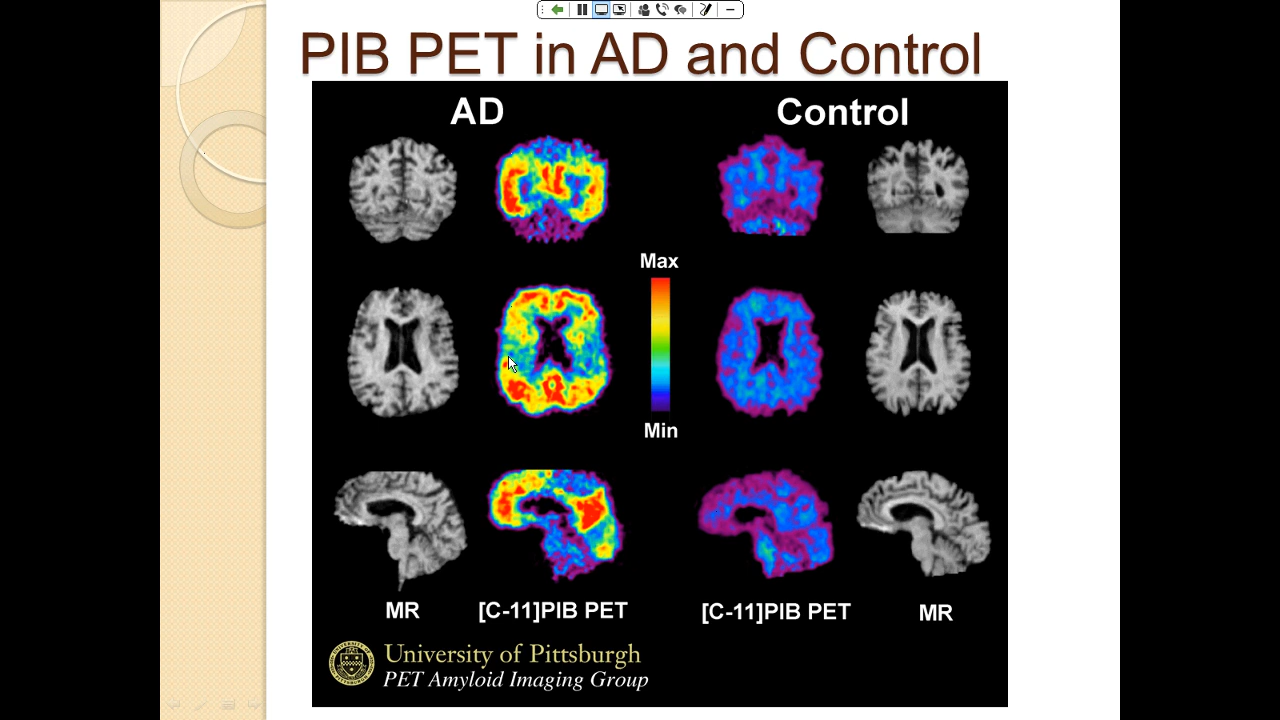 PIB PET in AD and Control
AD
Control
Max
Min
MR
[C-11]PIB PET
[C-11]PIB PET
MR
University of Pittsburgh
PET Amyloid Imaging Group